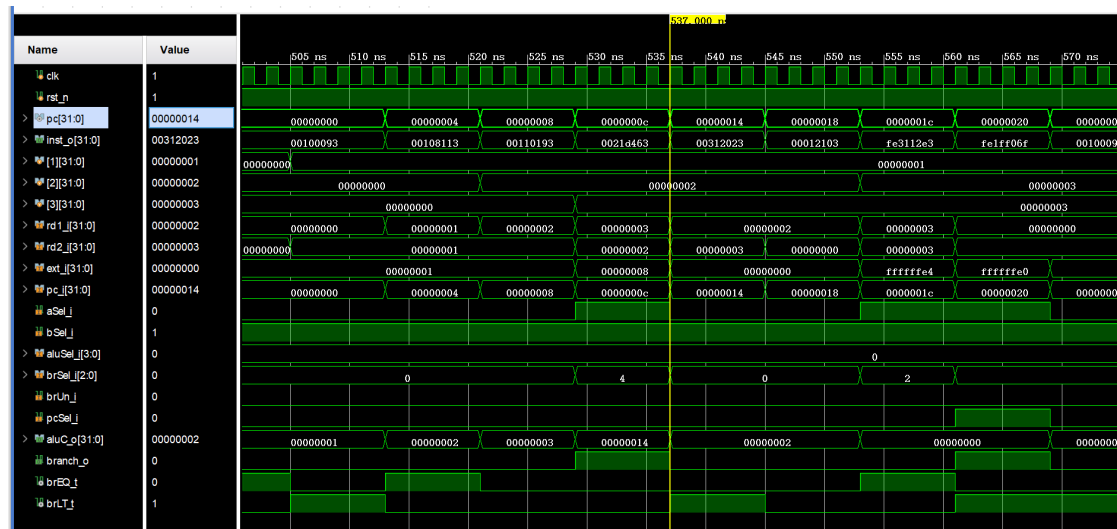 537.000 ns
Name Value
505 ns 510 ns 515 ns 520 ns 525 ns 530 ns 535 ns 540 ns 545 ns 550 ns 555 ns 560 ns 565 ns 570 ns
clk 1
rst_n 1
pc[31:0] 00000014 00000000 00000004 00000008 0000000c 00000014 00000018 0000001c 00000020 0000000
inst_o[31:0] 00312023 00100093 00108113 00110193 0021d463 00312023 00012103 fe3112e3 fe1ff06f 0010009
[1][31:0] 00000001 00000000 00000001
[2][31:0] 00000002 00000000 00000002 00000003
[3][31:0] 00000003 00000000 00000003
rd1_i[31:0] 00000002 00000000 00000001 00000002 00000003 00000002 00000003 00000000
rd2_i[31:0] 00000003 00000000 00000001 00000002 00000003 00000000 00000003
ext_i[31:0] 00000000 00000001 00000008 00000000 ffffffe4 ffffffe0
pc_i[31:0] 00000014 00000000 00000004 00000008 0000000c 00000014 00000018 0000001c 00000020 0000000
aSel_i 0
bSel_i 1
aluSel_i[3:0] 0 0
brSel_i[2:0] 0 0 4 0 2
brUn_i 0
pcSel_i 0
aluC_o[31:0] 00000002 00000001 00000002 00000003 00000014 00000002 00000000 0000000
branch_o 0
brEQ_t 0
brLT_t 1